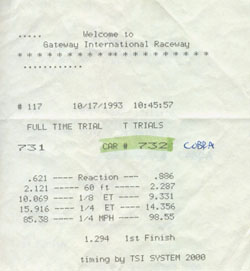 ..... Welcome to
Gateway International Raceway
* * * * * * * * * * * * * * * * * * *
............
# 117 10/17/1993 10:45:57
FULL TIME TRIAL T TRIALS
731 CAR # 732 COBRA
.621 ---- Reaction --- .886
2.121 ----- 60 ft ---- 2.287
10.069 ---- 1/8 ET---- 9.331
15.916 ---- 1/4 ET---- 14.356
85.38 ---- 1/4 MPH---- 98.55
1.294 1st Finish
timing by TSI SYSTEM 2000